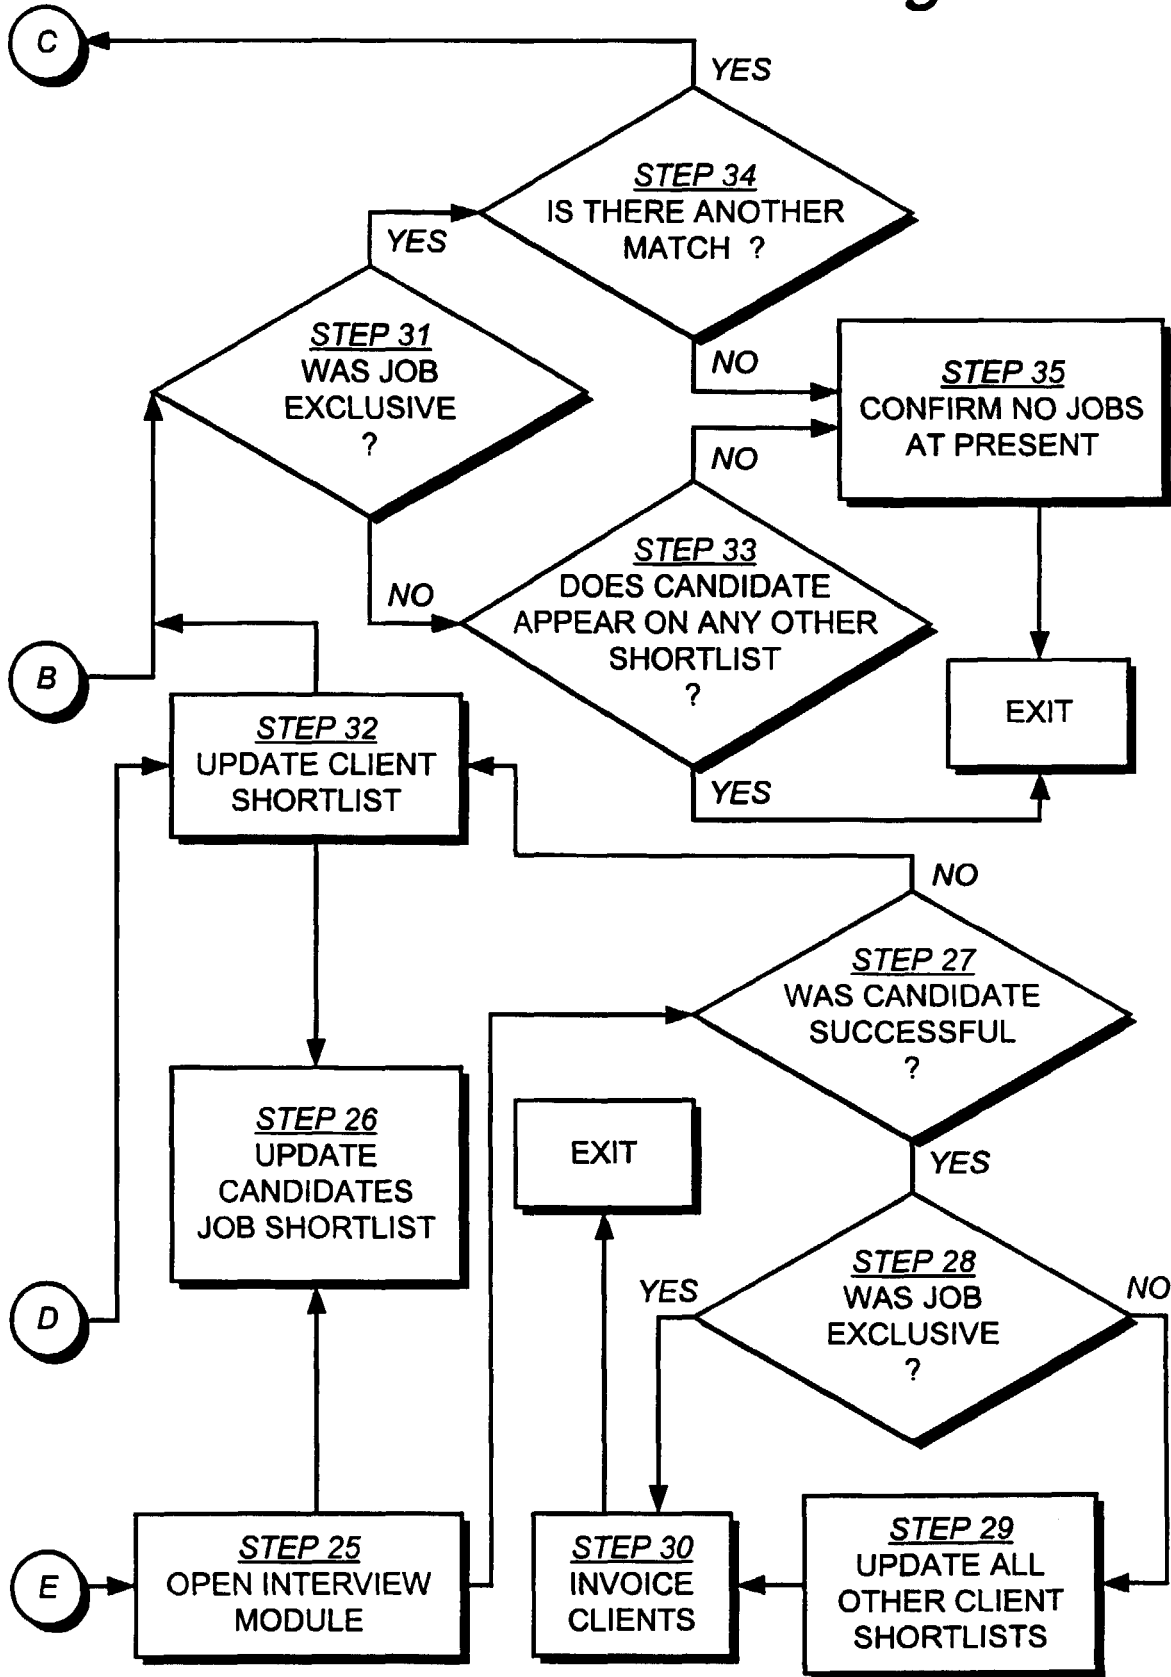 C
YES
STEP 34
IS THERE ANOTHER
MATCH ?
YES
STEP 31
WAS JOB
EXCLUSIVE
?
NO
STEP 35
CONFIRM NO JOBS
AT PRESENT
NO
STEP 33
DOES CANDIDATE
APPEAR ON ANY OTHER
SHORTLIST
?
NO
B
EXIT
STEP 32
UPDATE CLIENT
SHORTLIST
YES
NO
STEP 27
WAS CANDIDATE
SUCCESSFUL
?
STEP 26
UPDATE
CANDIDATES
JOB SHORTLIST
EXIT
YES
D
YES
STEP 28
WAS JOB
EXCLUSIVE
?
NO
E
STEP 25
OPEN INTERVIEW
MODULE
STEP 30
INVOICE
CLIENTS
STEP 29
UPDATE ALL
OTHER CLIENT
SHORTLISTS